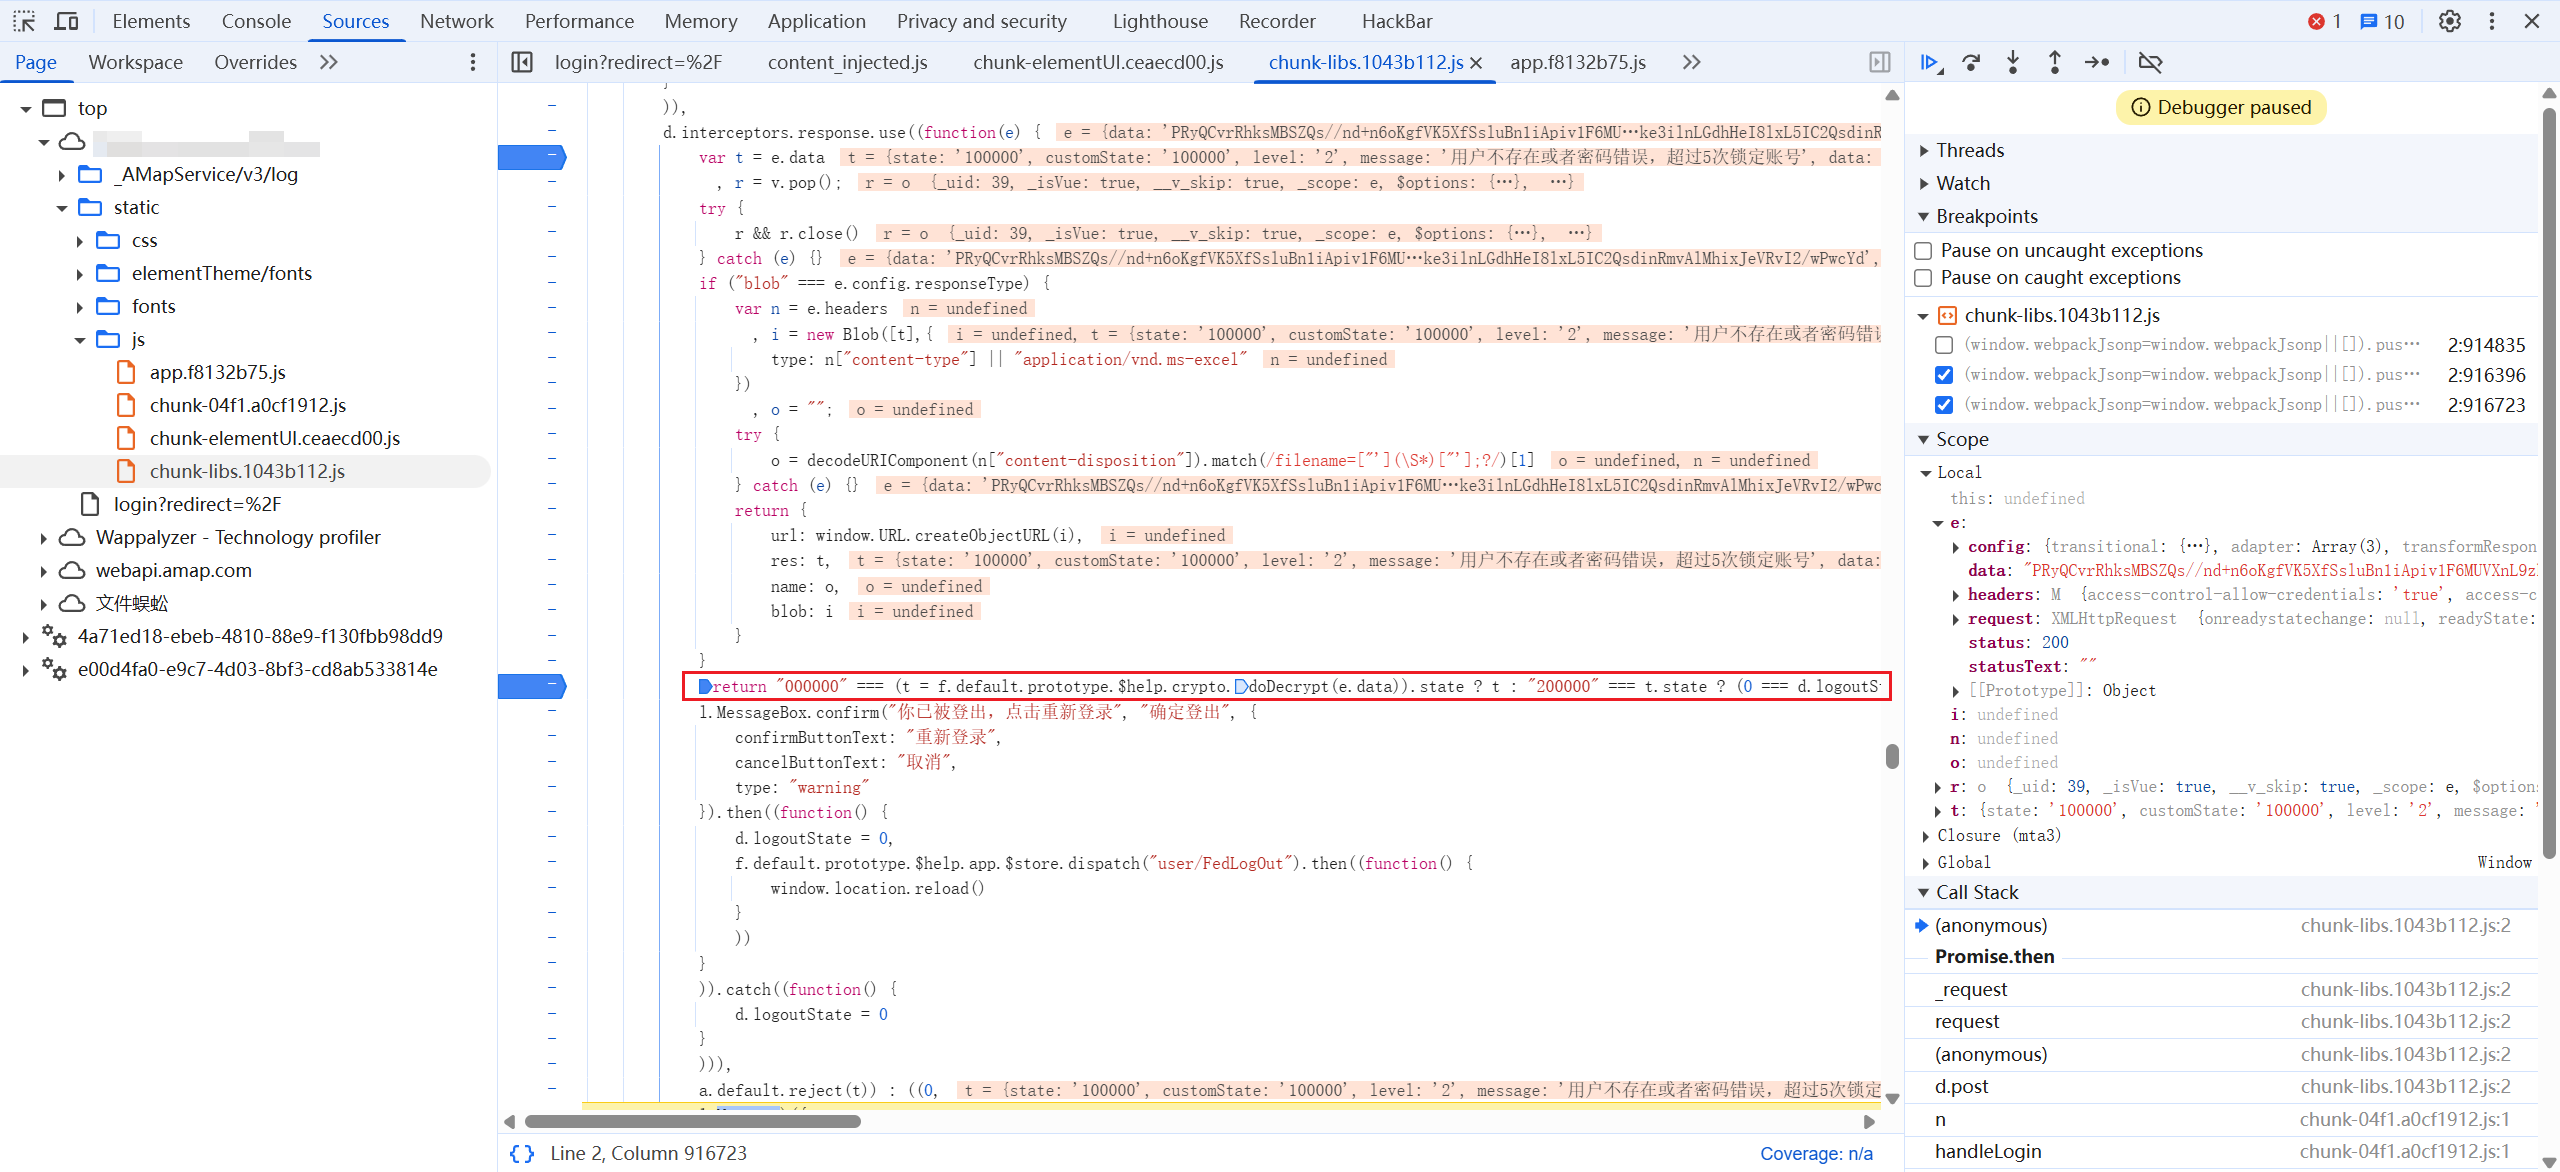 Elements Console Sources Network Performance Memory Application Privacy and security Lighthouse Recorder HackBar 1 10
Page Workspace Overrides
login?redirect=%2F content_injected.js chunk-elementUI.ceaecd00.js chunk-libs.1043b112.js app.f8132b75.js
top
_AMapService/v3/log
static
css
elementTheme/fonts
fonts
js
app.f8132b75.js
chunk-04f1.a0cf1912.js
chunk-elementUI.ceaecd00.js
chunk-libs.1043b112.js
login?redirect=%2F
Wappalyzer - Technology profiler
webapi.amap.com
文件蜈蚣
4a71ed18-ebeb-4810-88e9-f130fbb98dd9
e00d4fa0-e9c7-4d03-8bf3-cd8ab533814e
)),
d.interceptors.response.use((function(e) { e = {data: 'PRyQCvrRhksMBSZQs//nd+n6oKgfVK5XfSsluBn1iApiv1F6MU…ke3ilnLGdhHeI8lxL5IC2QsdinR
var t = e.data t = {state: '100000', customState: '100000', level: '2', message: '用户不存在或者密码错误，超过5次锁定账号', data:
, r = v.pop(); r = o {_uid: 39, _isVue: true, __v_skip: true, _scope: e, $options: {…}, …}
try {
r && r.close() r = o {_uid: 39, _isVue: true, __v_skip: true, _scope: e, $options: {…}, …}
} catch (e) {} e = {data: 'PRyQCvrRhksMBSZQs//nd+n6oKgfVK5XfSsluBn1iApiv1F6MU…ke3ilnLGdhHeI8lxL5IC2QsdinRmvAlMhixJeVRvI2/wPwcYd',
if ("blob" === e.config.responseType) {
var n = e.headers n = undefined
, i = new Blob([t],{ i = undefined, t = {state: '100000', customState: '100000', level: '2', message: '用户不存在或者密码错误
type: n["content-type"] || "application/vnd.ms-excel" n = undefined
})
, o = ""; o = undefined
try {
o = decodeURIComponent(n["content-disposition"]).match(/filename=["'](\S*)["'];?/)[1] o = undefined, n = undefined
} catch (e) {} e = {data: 'PRyQCvrRhksMBSZQs//nd+n6oKgfVK5XfSsluBn1iApiv1F6MU…ke3ilnLGdhHeI8lxL5IC2QsdinRmvAlMhixJeVRvI2/wPwc
return {
url: window.URL.createObjectURL(i), i = undefined
res: t, t = {state: '100000', customState: '100000', level: '2', message: '用户不存在或者密码错误，超过5次锁定账号', data:
name: o, o = undefined
blob: i i = undefined
}
}
return "000000" === (t = f.default.prototype.$help.crypto.doDecrypt(e.data)).state ? t : "200000" === t.state ? (0 === d.logoutS
l.MessageBox.confirm("你已被登出，点击重新登录", "确定登出", {
confirmButtonText: "重新登录",
cancelButtonText: "取消",
type: "warning"
}).then((function() {
d.logoutState = 0,
f.default.prototype.$help.app.$store.dispatch("user/FedLogOut").then((function() {
window.location.reload()
}
))
}
)).catch((function() {
d.logoutState = 0
}
))),
a.default.reject(t)) : ((0, t = {state: '100000', customState: '100000', level: '2', message: '用户不存在或者密码错误，超过5次锁定
{} Line 2, Column 916723 Coverage: n/a
Debugger paused
Threads
Watch
Breakpoints
Pause on uncaught exceptions
Pause on caught exceptions
chunk-libs.1043b112.js
(window.webpackJsonp=window.webpackJsonp||[]).pus… 2:914835
(window.webpackJsonp=window.webpackJsonp||[]).pus… 2:916396
(window.webpackJsonp=window.webpackJsonp||[]).pus… 2:916723
Scope
Local
this: undefined
e:
config: {transitional: {…}, adapter: Array(3), transformRespon
data: "PRyQCvrRhksMBSZQs//nd+n6oKgfVK5XfSsluBn1iApiv1F6MUVXnL9z
headers: M {access-control-allow-credentials: 'true', access-c
request: XMLHttpRequest {onreadystatechange: null, readyState:
status: 200
statusText: ""
[[Prototype]]: Object
i: undefined
n: undefined
o: undefined
r: o {_uid: 39, _isVue: true, __v_skip: true, _scope: e, $option
t: {state: '100000', customState: '100000', level: '2', message: '
Closure (mta3)
Global Window
Call Stack
(anonymous) chunk-libs.1043b112.js:2
Promise.then
_request chunk-libs.1043b112.js:2
request chunk-libs.1043b112.js:2
(anonymous) chunk-libs.1043b112.js:2
d.post chunk-libs.1043b112.js:2
n chunk-04f1.a0cf1912.js:1
handleLogin chunk-04f1.a0cf1912.js:1